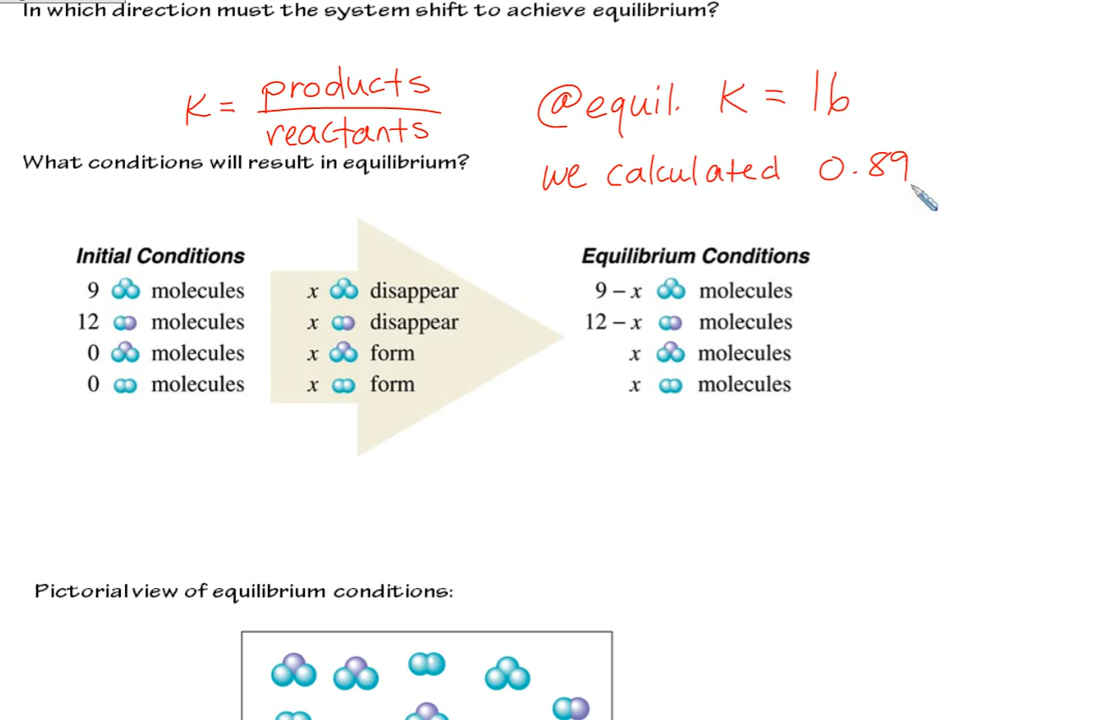 In which direction must the system shift to achieve equilibrium?
K = products
reactants
@equil. K = 16
we calculated 0.89
What conditions will result in equilibrium?
Initial Conditions
9 molecules
12 molecules
0 molecules
0 molecules
x disappear
x disappear
x form
x form
Equilibrium Conditions
9 – x molecules
12 – x molecules
x molecules
x molecules
Pictorial view of equilibrium conditions: